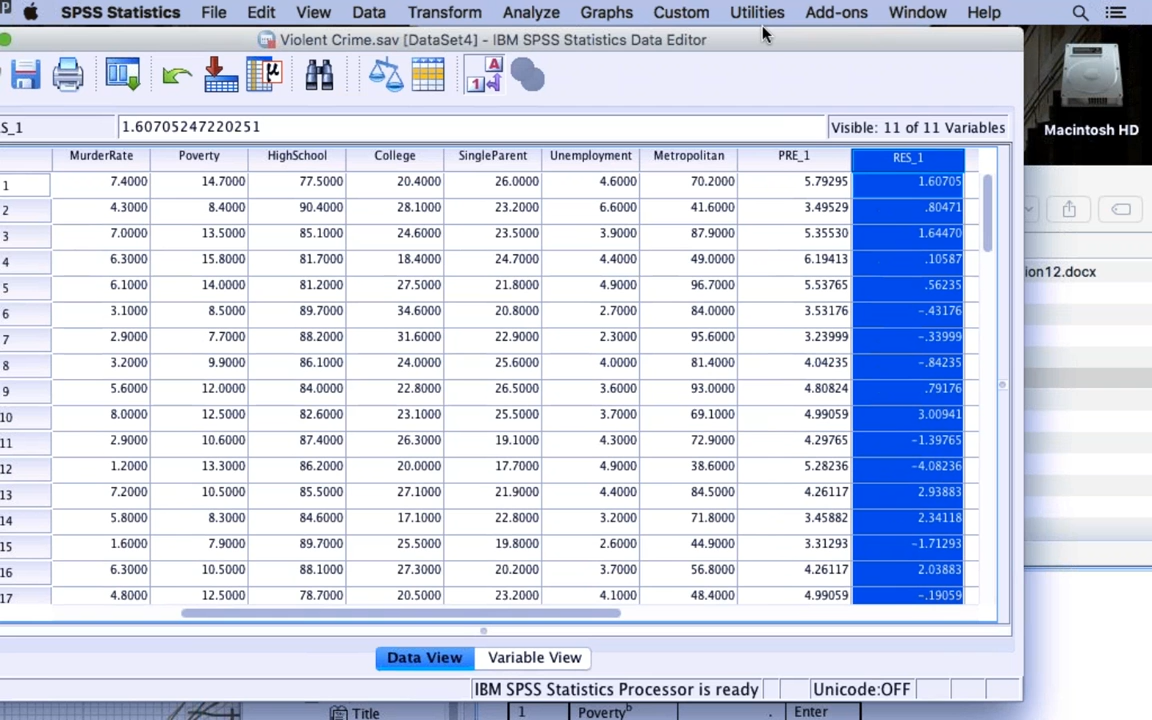 SPSS Statistics File Edit View Data Transform Analyze Graphs Custom Utilities Add-ons Window Help
Violent Crime.sav [DataSet4] - IBM SPSS Statistics Data Editor
Macintosh HD
S_1 1.60705247220251 Visible: 11 of 11 Variables
MurderRate Poverty HighSchool College SingleParent Unemployment Metropolitan PRE_1 RES_1
1 7.4000 14.7000 77.5000 20.4000 26.0000 4.6000 70.2000 5.79295 1.60705
2 4.3000 8.4000 90.4000 28.1000 23.2000 6.6000 41.6000 3.49529 .80471
3 7.0000 13.5000 85.1000 24.6000 23.5000 3.9000 87.9000 5.35530 1.64470
4 6.3000 15.8000 81.7000 18.4000 24.7000 4.4000 49.0000 6.19413 .10587
ion12.docx
5 6.1000 14.0000 81.2000 27.5000 21.8000 4.9000 96.7000 5.53765 .56235
6 3.1000 8.5000 89.7000 34.6000 20.8000 2.7000 84.0000 3.53176 -.43176
7 2.9000 7.7000 88.2000 31.6000 22.9000 2.3000 95.6000 3.23999 -.33999
8 3.2000 9.9000 86.1000 24.0000 25.6000 4.0000 81.4000 4.04235 -.84235
9 5.6000 12.0000 84.0000 22.8000 26.5000 3.6000 93.0000 4.80824 .79176
10 8.0000 12.5000 82.6000 23.1000 25.5000 3.7000 69.1000 4.99059 3.00941
11 2.9000 10.6000 87.4000 26.3000 19.1000 4.3000 72.9000 4.29765 -1.39765
12 1.2000 13.3000 86.2000 20.0000 17.7000 4.9000 38.6000 5.28236 -4.08236
13 7.2000 10.5000 85.5000 27.1000 21.9000 4.4000 84.5000 4.26117 2.93883
14 5.8000 8.3000 84.6000 17.1000 22.8000 3.2000 71.8000 3.45882 2.34118
15 1.6000 7.9000 89.7000 25.5000 19.8000 2.6000 44.9000 3.31293 -1.71293
16 6.3000 10.5000 88.1000 27.3000 20.2000 3.7000 56.8000 4.26117 2.03883
17 4.8000 12.5000 78.7000 20.5000 23.2000 4.1000 48.4000 4.99059 -.19059
Data View Variable View
IBM SPSS Statistics Processor is ready Unicode:OFF
Title 1 Poverty^b . Enter